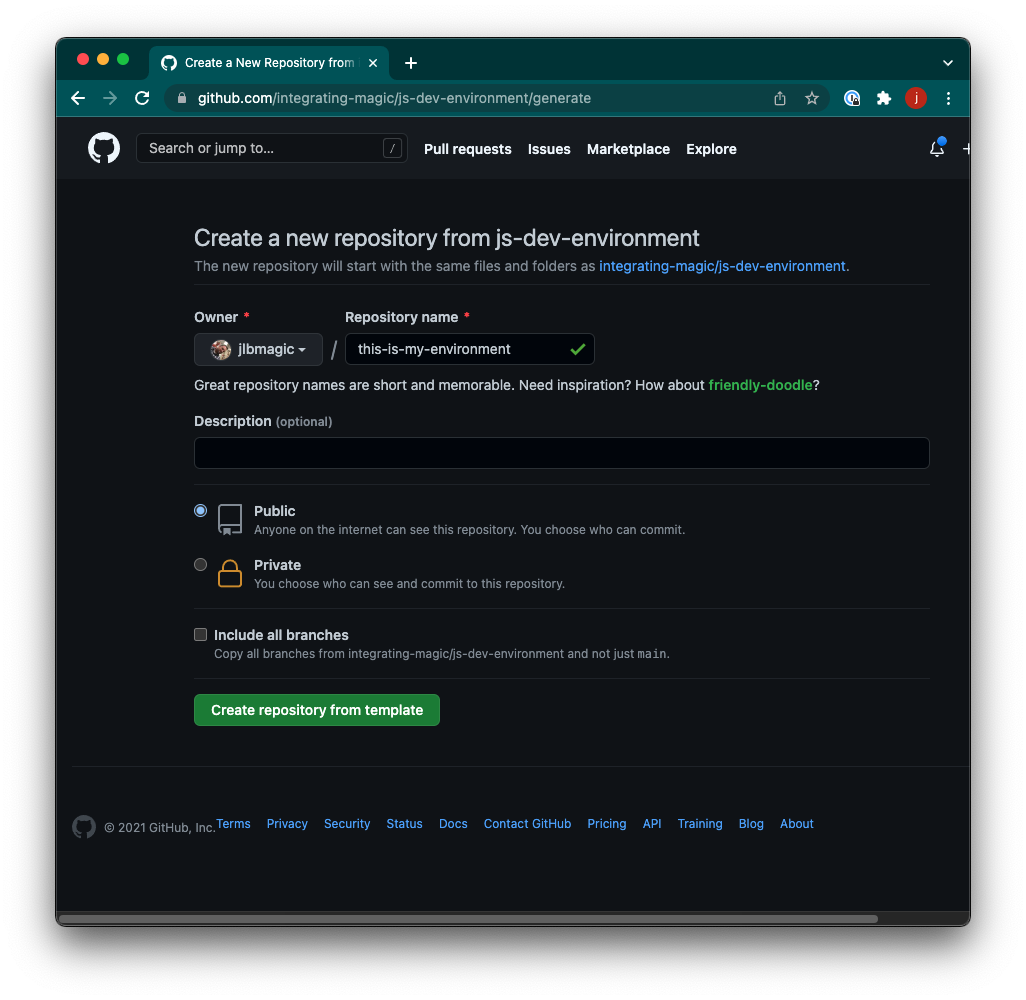 Create a New Repository from
github.com/integrating-magic/js-dev-environment/generate
j
Search or jump to... /
Pull requests Issues Marketplace Explore
Create a new repository from js-dev-environment
The new repository will start with the same files and folders as integrating-magic/js-dev-environment.
Owner * Repository name *
jlbmagic / this-is-my-environment
Great repository names are short and memorable. Need inspiration? How about friendly-doodle?
Description (optional)
Public
Anyone on the internet can see this repository. You choose who can commit.
Private
You choose who can see and commit to this repository.
Include all branches
Copy all branches from integrating-magic/js-dev-environment and not just main.
Create repository from template
© 2021 GitHub, Inc. Terms Privacy Security Status Docs Contact GitHub Pricing API Training Blog About